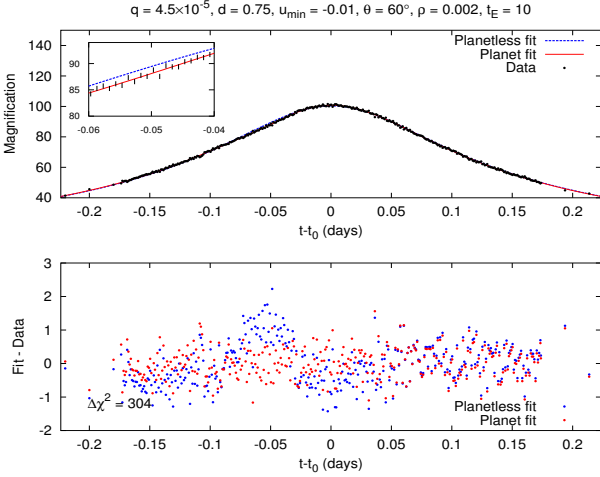 q = 4.5×10-5, d = 0.75, umin = -0.01, θ = 60°, ρ = 0.002, tE = 10
Magnification
140
120
100
80
60
40
90
85
80
-0.06 -0.05 -0.04
Planetless fit
Planet fit
Data
-0.2 -0.15 -0.1 -0.05 0 0.05 0.1 0.15 0.2
t-t0 (days)
Fit - Data
3
2
1
0
-1
-2
Δχ2 = 304
Planetless fit
Planet fit
-0.2 -0.15 -0.1 -0.05 0 0.05 0.1 0.15 0.2
t-t0 (days)